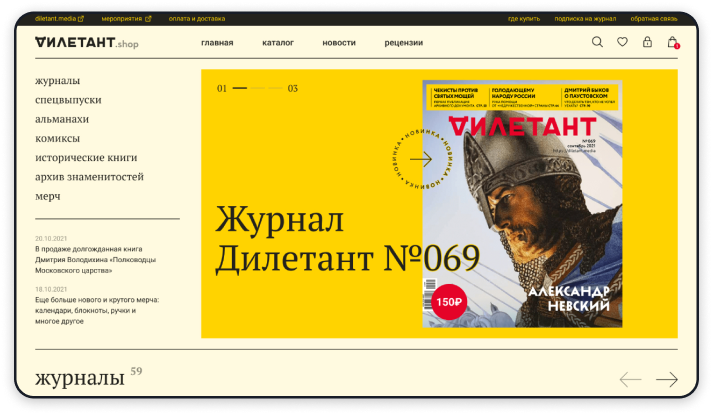 diletant.media
мероприятия
оплата и доставка
где купить
подписка на журнал
обратная связь
ДИЛЕТАНТ.shop
главная
каталог
новости
рецензии
1
журналы
спецвыпуски
альманахи
комиксы
исторические книги
архив знаменитостей
мерч
20.10.2021
В продаже долгожданная книга
Дмитрия Володихина «Полководцы
Московского царства»
18.10.2021
Еще больше нового и крутого мерча:
календари, блокноты, ручки и
многое другое
01
03
Журнал
Дилетант №069
НОВИНКА • НОВИНКА • НОВИНКА • НОВИНКА •
ЧЕКИСТЫ ПРОТИВ
СВЯТЫХ МОЩЕЙ
ГОЛОДАЮЩЕМУ
НАРОДУ РОССИИ
ДМИТРИЙ БЫКОВ
О ПАУСТОВСКОМ
ДИЛЕТАНТ
№069
сентябрь 2021
https://diletant.media
150₽
АЛЕКСАНДР
НЕВСКИЙ
журналы 59